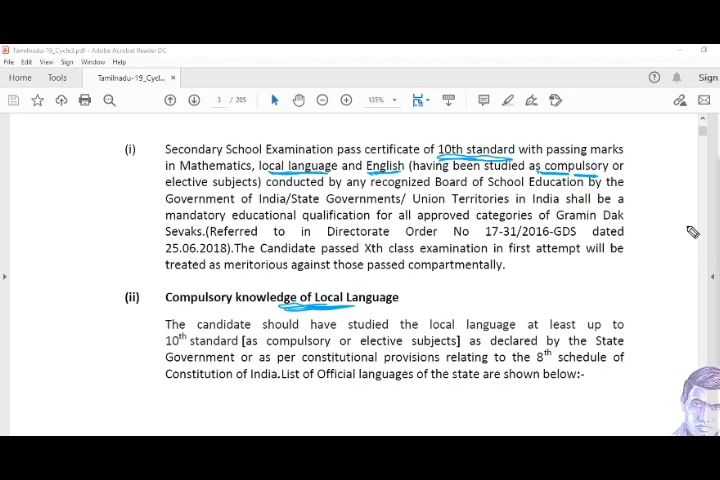 Tamilnadu-19_Cycle3.pdf - Adobe Acrobat Reader DC
File Edit View Sign Window Help
Home Tools Tamilnadu-19_Cycl... × Sign
3 / 205 135%
(i) Secondary School Examination pass certificate of 10th standard with passing marks
in Mathematics, local language and English (having been studied as compulsory or
elective subjects) conducted by any recognized Board of School Education by the
Government of India/State Governments/ Union Territories in India shall be a
mandatory educational qualification for all approved categories of Gramin Dak
Sevaks.(Referred to in Directorate Order No 17-31/2016-GDS dated
25.06.2018).The Candidate passed Xth class examination in first attempt will be
treated as meritorious against those passed compartmentally.
(ii) Compulsory knowledge of Local Language
The candidate should have studied the local language at least up to
10th standard [as compulsory or elective subjects] as declared by the State
Government or as per constitutional provisions relating to the 8th schedule of
Constitution of India.List of Official languages of the state are shown below:-